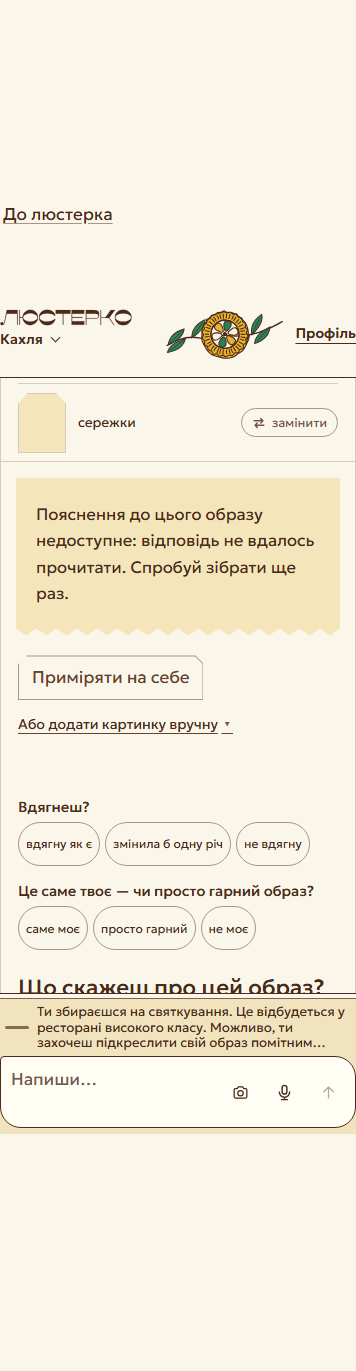 До люстерка
ЛЮСТЕРКО
Кахля
Профіль
сережки
замінити
Пояснення до цього образу
недоступне: відповідь не вдалось
прочитати. Спробуй зібрати ще
раз.
Приміряти на себе
Або додати картинку вручну
Вдягнеш?
вдягну як є
змінила б одну річ
не вдягну
Це саме твоє — чи просто гарний образ?
саме моє
просто гарний
не моє
Що скажеш про цей образ?
Ти збираєшся на святкування. Це відбудеться у
ресторані високого класу. Можливо, ти
захочеш підкреслити свій образ помітним…
Напиши…